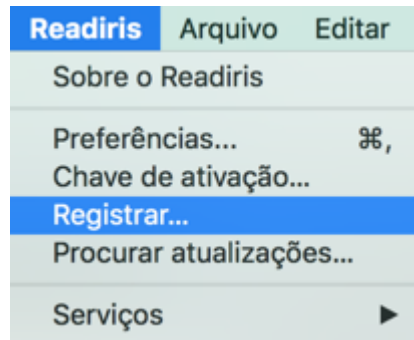 Readiris Arquivo Editar
Sobre o Readiris
Preferências... ⌘,
Chave de ativação...
Registrar...
Procurar atualizações...
Serviços ▶